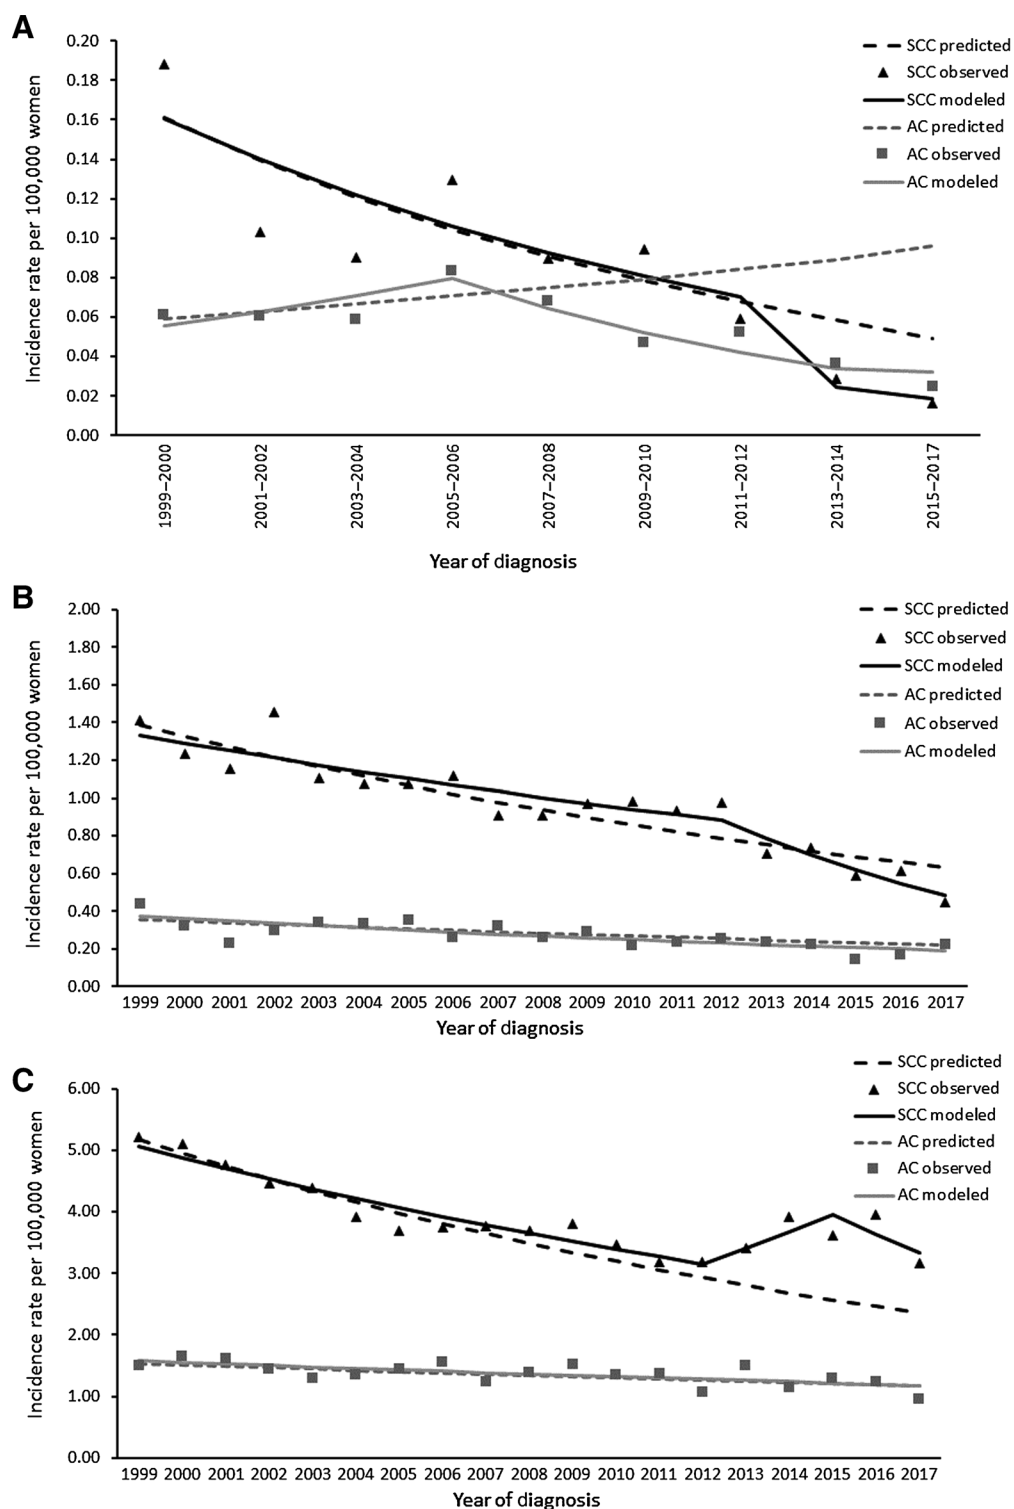 A
Incidence rate per 100,000 women
0.20
0.18
0.16
0.14
0.12
0.10
0.08
0.06
0.04
0.02
0.00
SCC predicted
SCC observed
SCC modeled
AC predicted
AC observed
AC modeled
1999–2000
2001–2002
2003–2004
2005–2006
2007–2008
2009–2010
2011–2012
2013–2014
2015–2017
Year of diagnosis
B
Incidence rate per 100,000 women
2.00
1.80
1.60
1.40
1.20
1.00
0.80
0.60
0.40
0.20
0.00
SCC predicted
SCC observed
SCC modeled
AC predicted
AC observed
AC modeled
1999 2000 2001 2002 2003 2004 2005 2006 2007 2008 2009 2010 2011 2012 2013 2014 2015 2016 2017
Year of diagnosis
C
Incidence rate per 100,000 women
6.00
5.00
4.00
3.00
2.00
1.00
0.00
SCC predicted
SCC observed
SCC modeled
AC predicted
AC observed
AC modeled
1999 2000 2001 2002 2003 2004 2005 2006 2007 2008 2009 2010 2011 2012 2013 2014 2015 2016 2017
Year of diagnosis